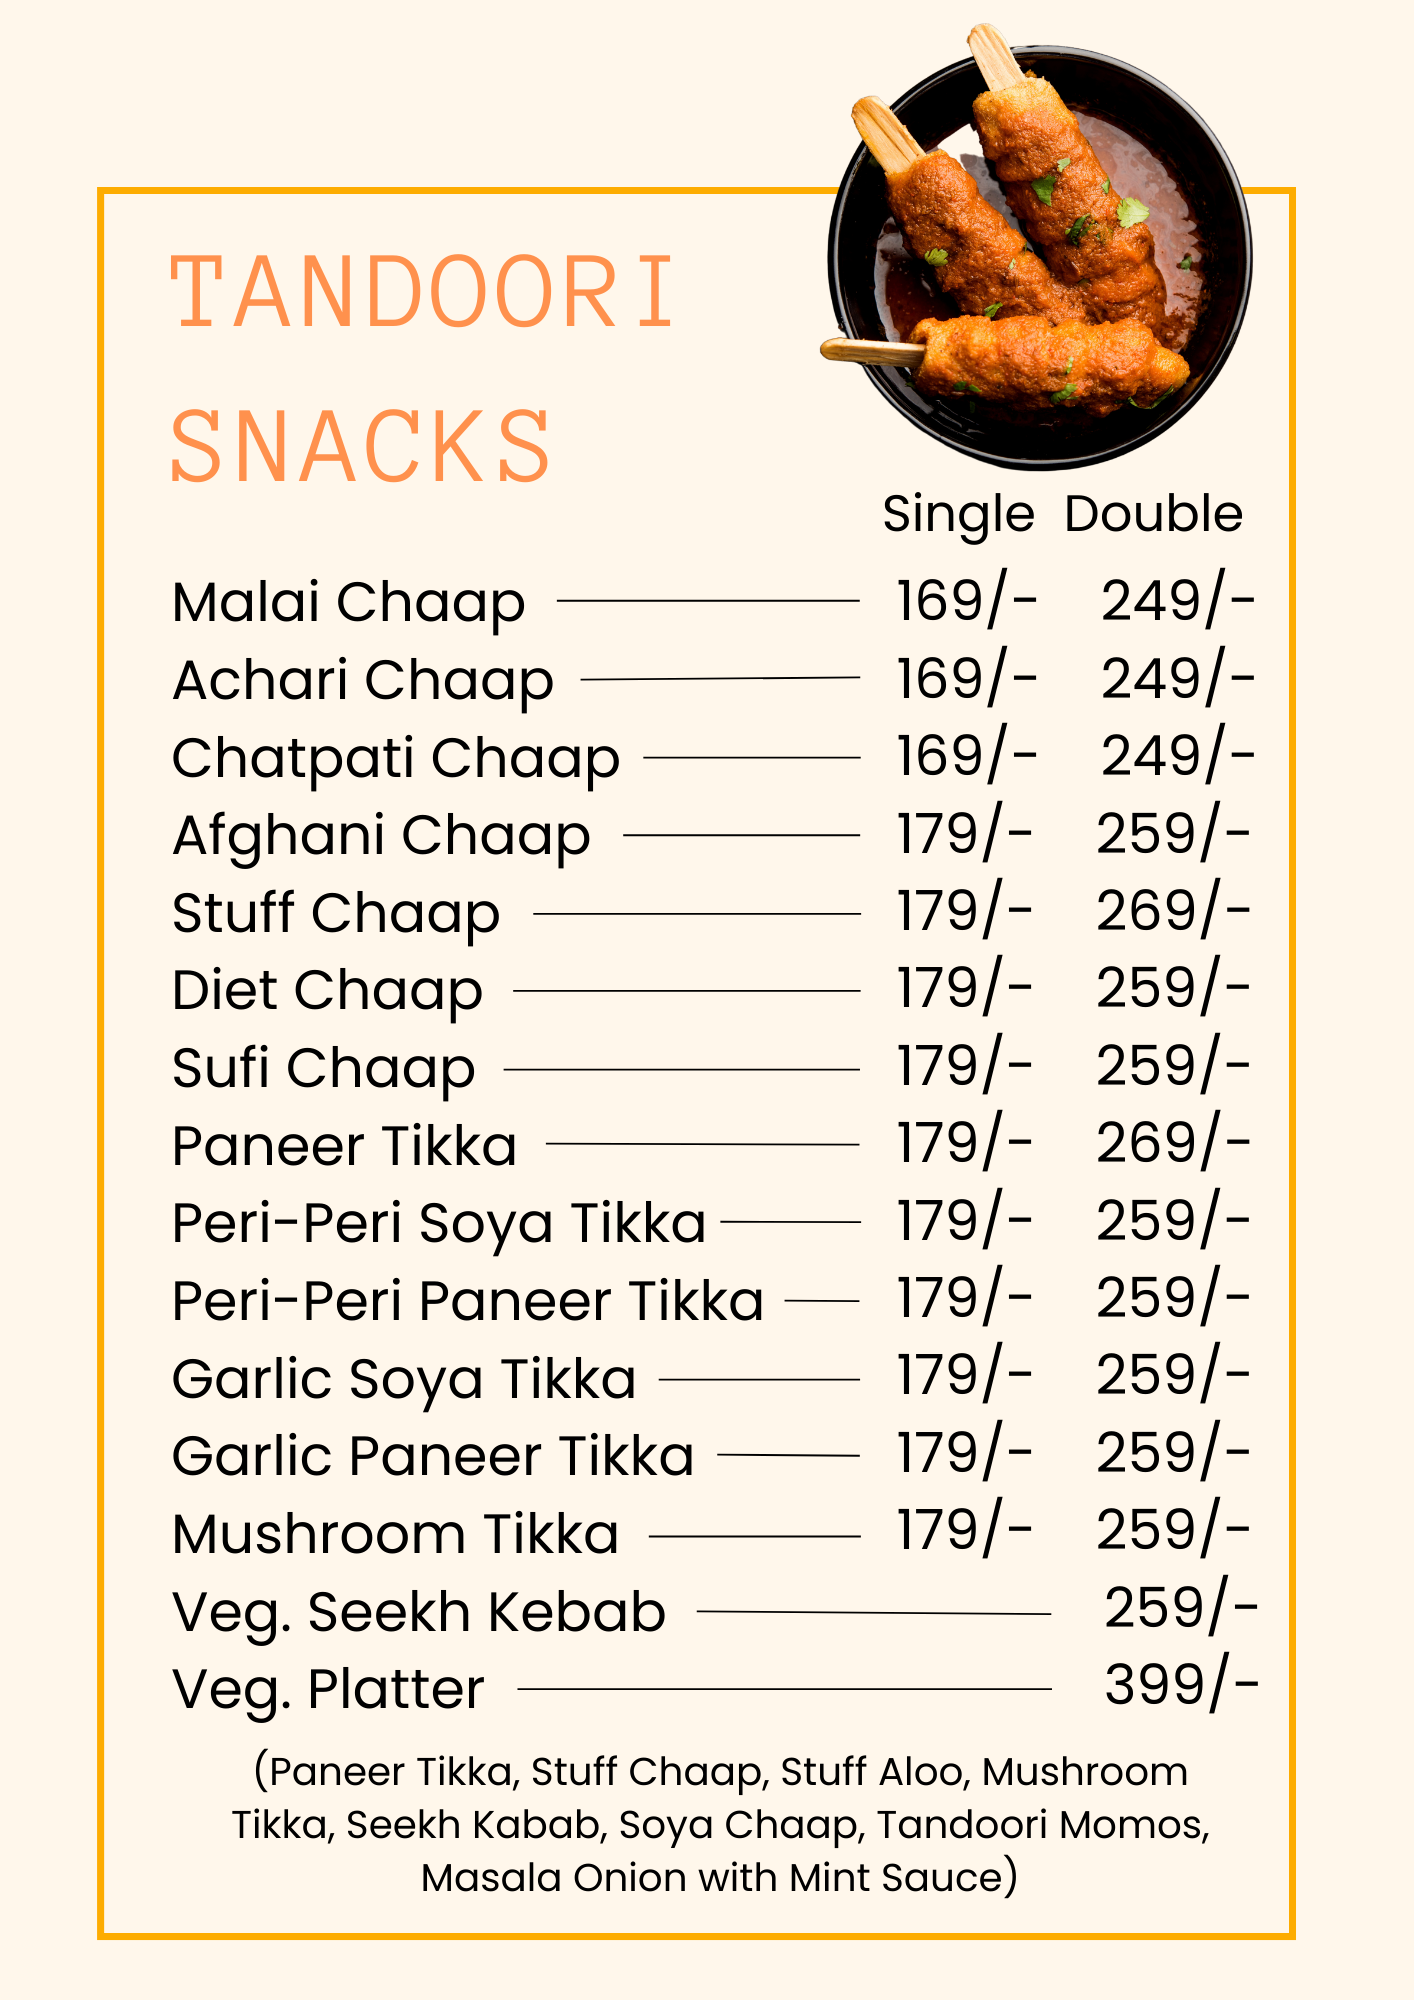 TANDOORI
SNACKS
Single Double
Malai Chaap 169/- 249/-
Achari Chaap 169/- 249/-
Chatpati Chaap 169/- 249/-
Afghani Chaap 179/- 259/-
Stuff Chaap 179/- 269/-
Diet Chaap 179/- 259/-
Sufi Chaap 179/- 259/-
Paneer Tikka 179/- 269/-
Peri-Peri Soya Tikka 179/- 259/-
Peri-Peri Paneer Tikka 179/- 259/-
Garlic Soya Tikka 179/- 259/-
Garlic Paneer Tikka 179/- 259/-
Mushroom Tikka 179/- 259/-
Veg. Seekh Kebab 259/-
Veg. Platter 399/-
(Paneer Tikka, Stuff Chaap, Stuff Aloo, Mushroom
Tikka, Seekh Kabab, Soya Chaap, Tandoori Momos,
Masala Onion with Mint Sauce)